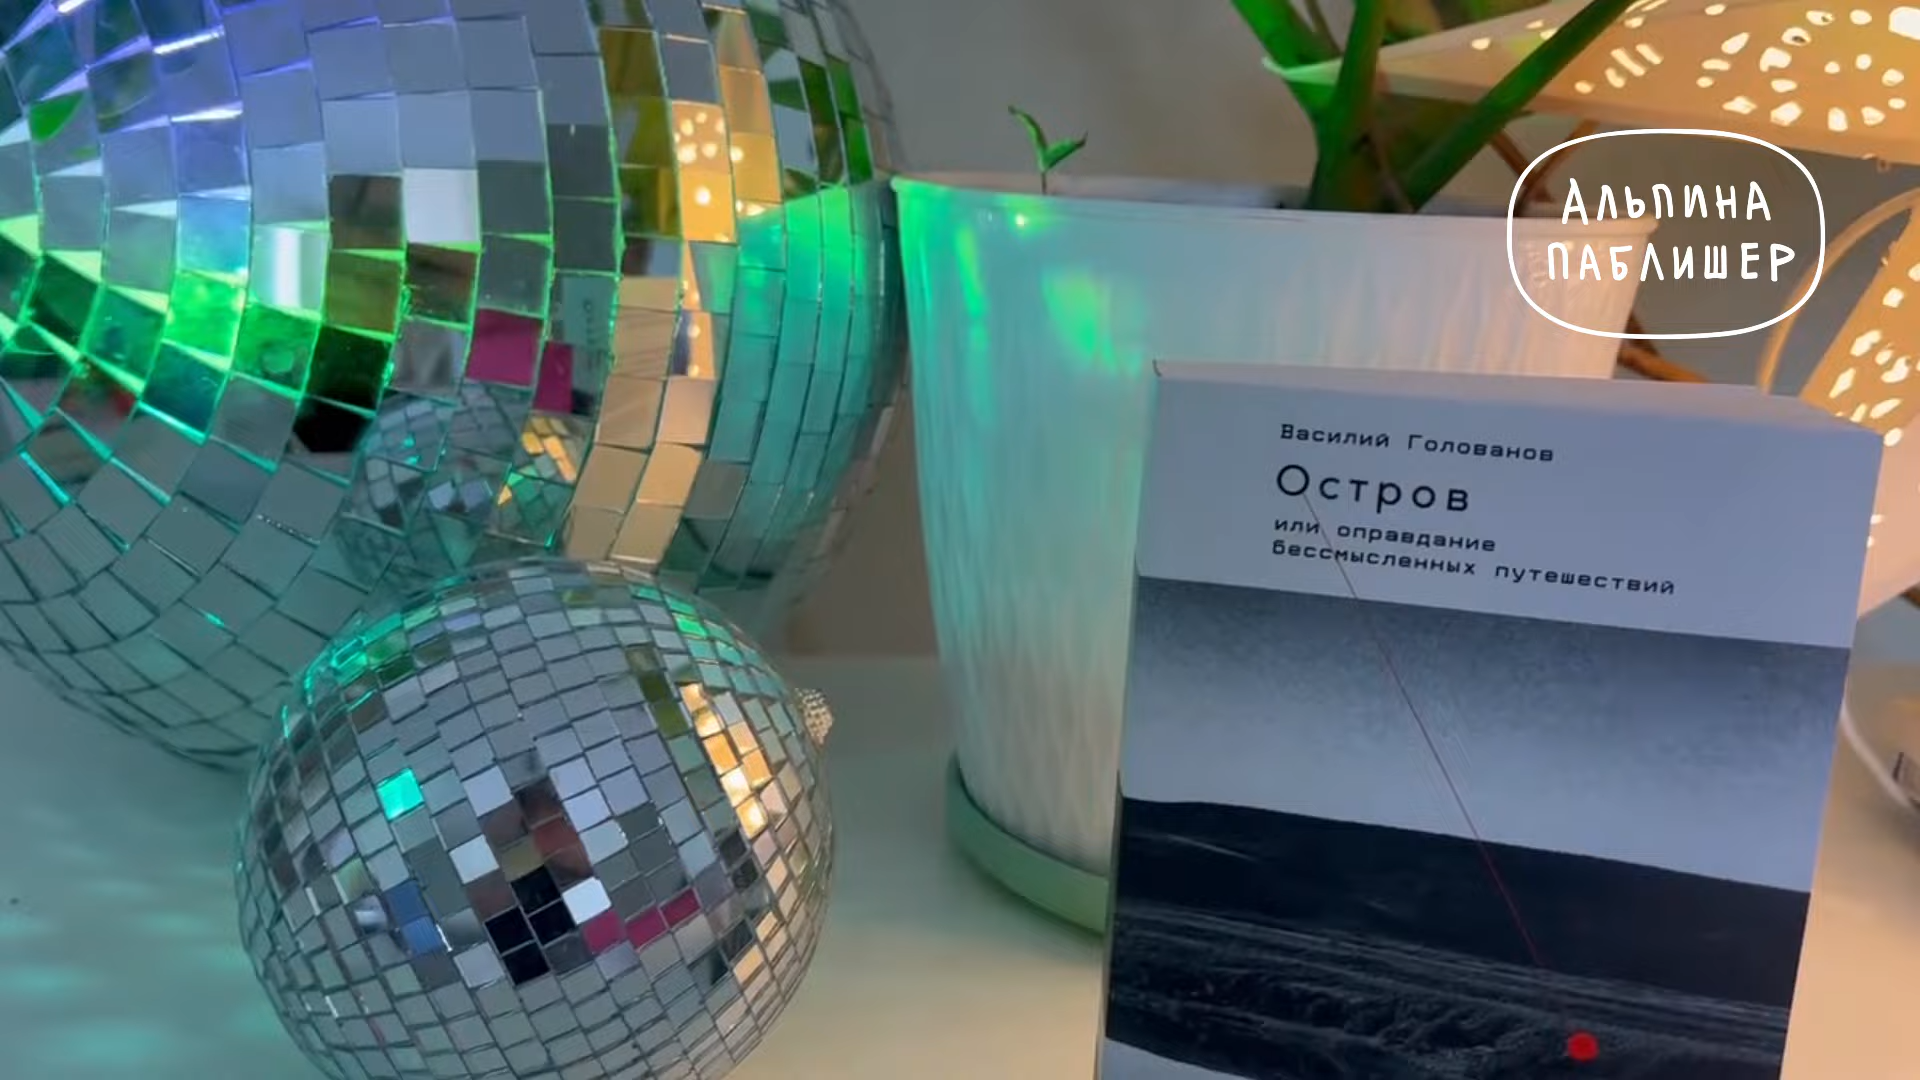 АЛЬПИНА
ПАБЛИШЕР
Василий Голованов
Остров
или оправдание
бессмысленных путешествий